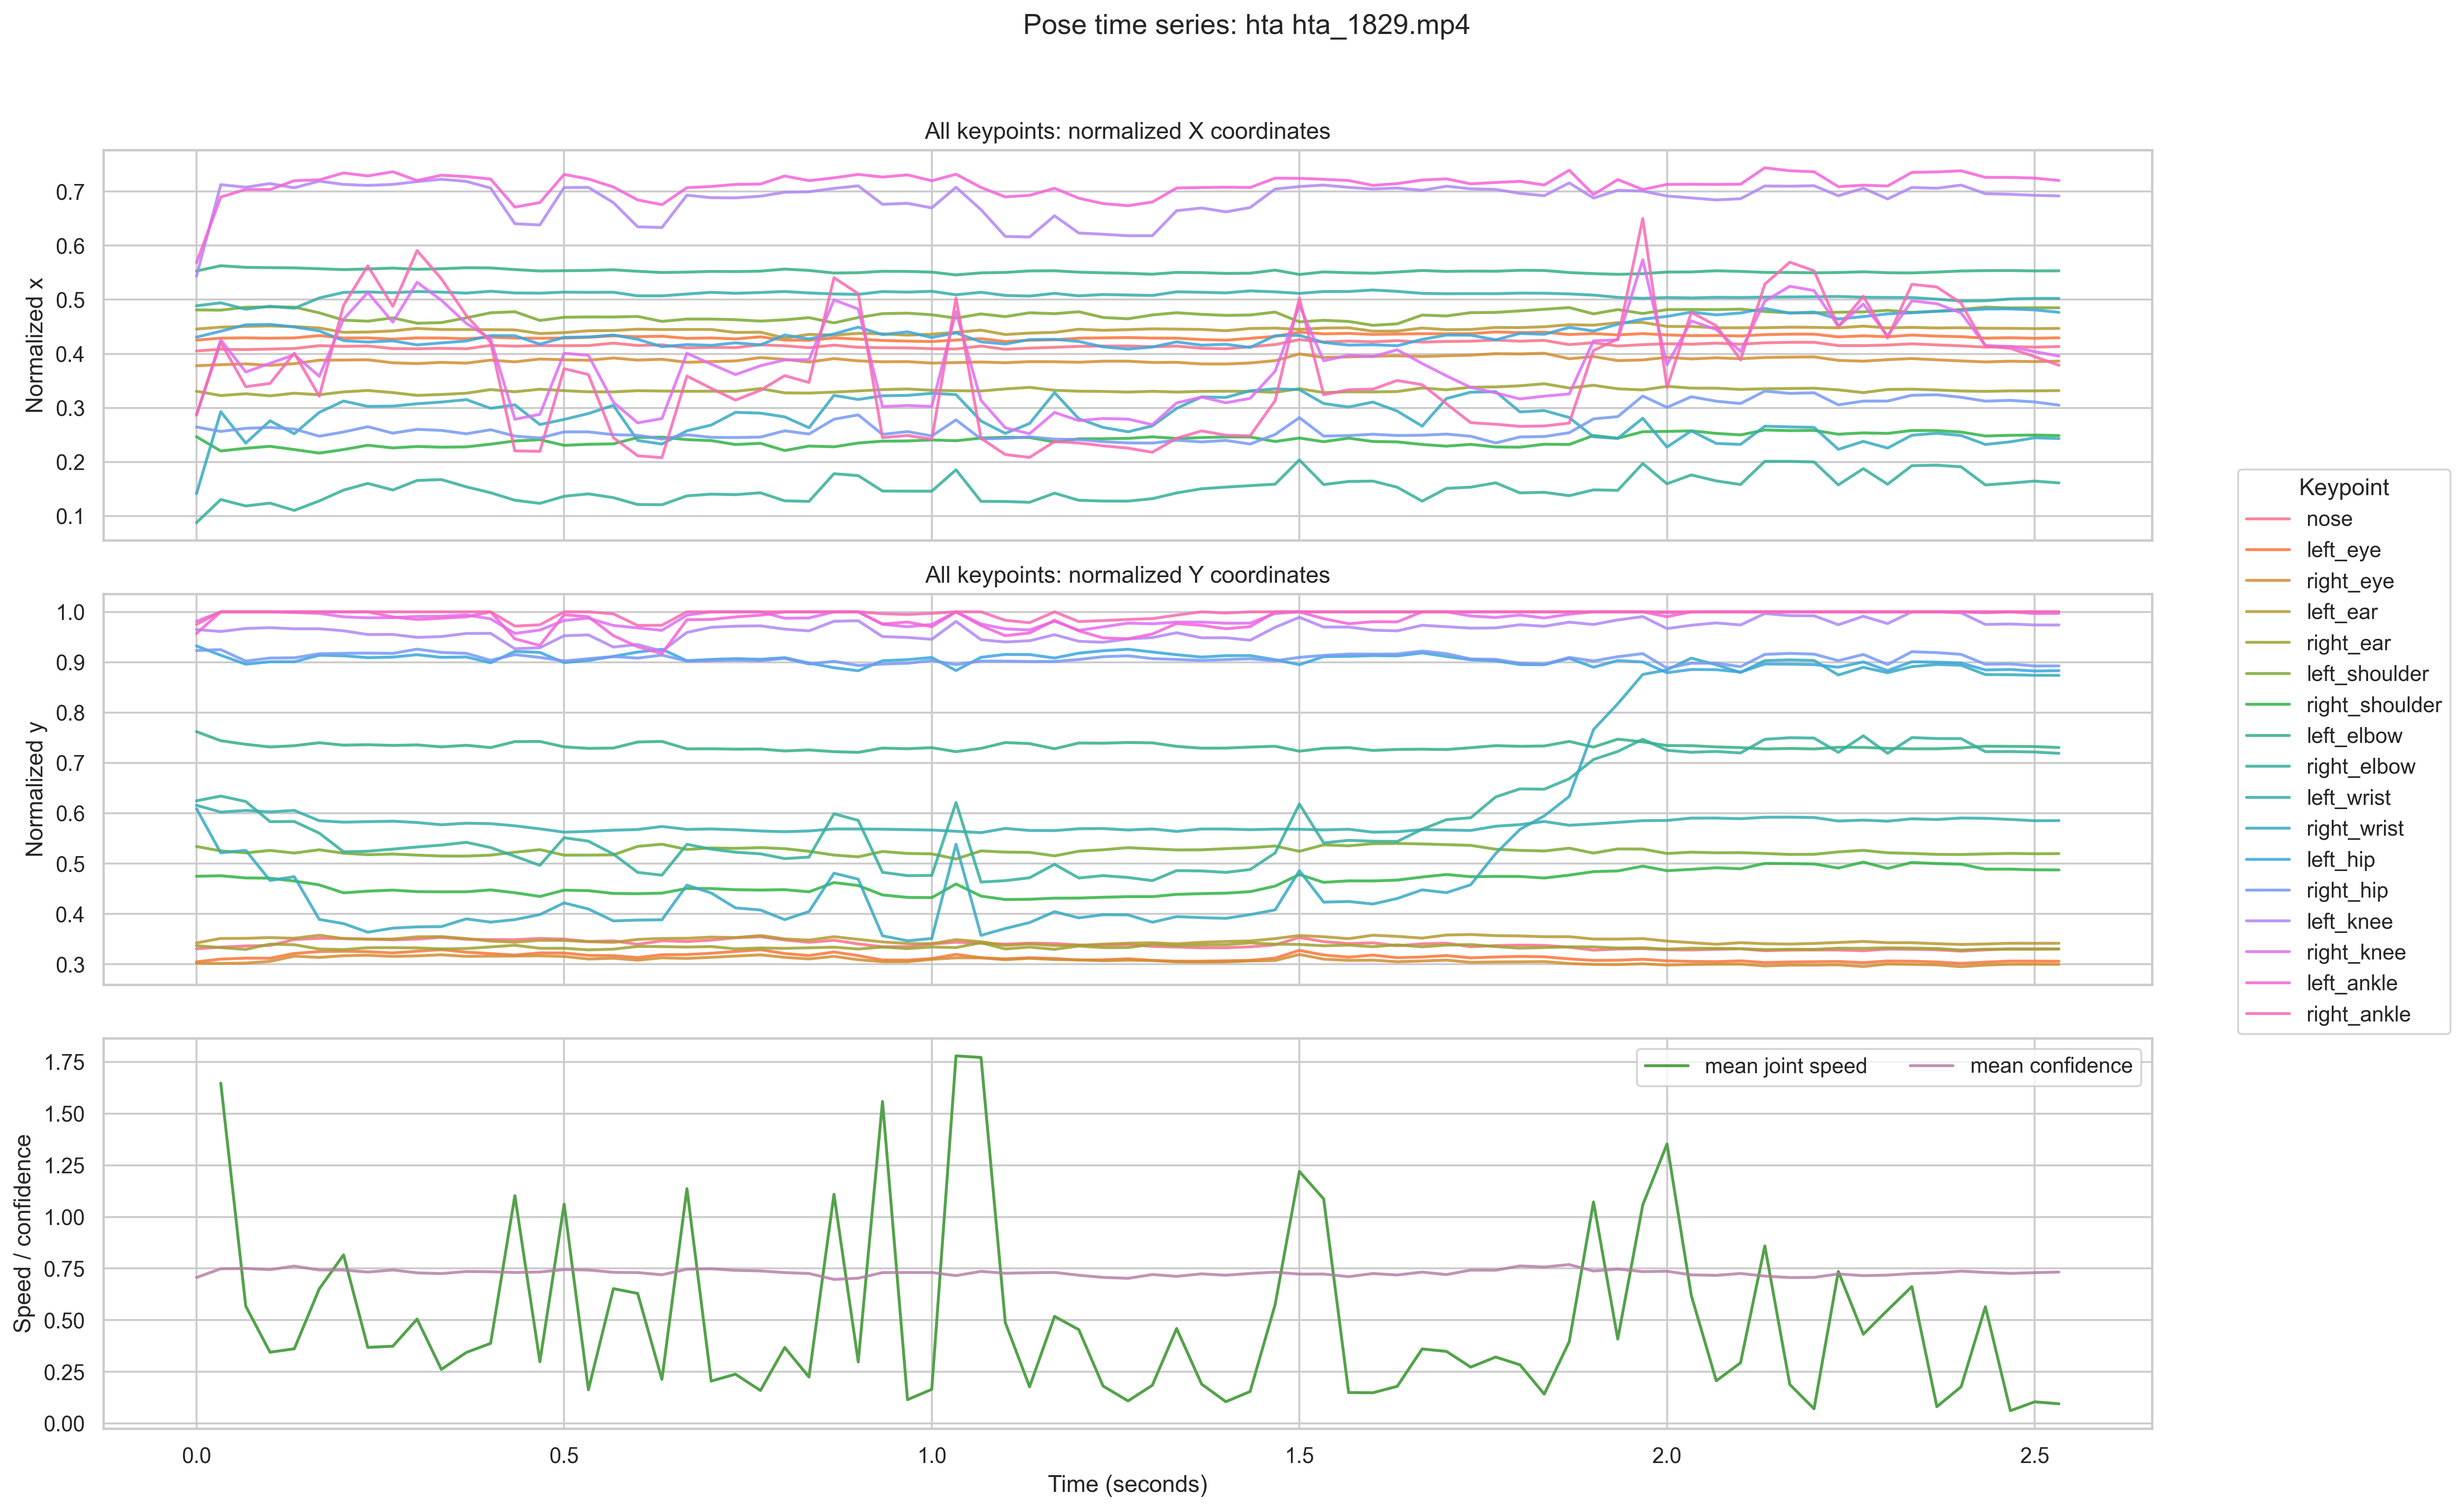 Pose time series: hta hta_1829.mp4
All keypoints: normalized X coordinates
Normalized x
0.7
0.6
0.5
0.4
0.3
0.2
0.1
All keypoints: normalized Y coordinates
Normalized y
1.0
0.9
0.8
0.7
0.6
0.5
0.4
0.3
Keypoint
nose
left_eye
right_eye
left_ear
right_ear
left_shoulder
right_shoulder
left_elbow
right_elbow
left_wrist
right_wrist
left_hip
right_hip
left_knee
right_knee
left_ankle
right_ankle
Speed / confidence
1.75
1.50
1.25
1.00
0.75
0.50
0.25
0.00
mean joint speed mean confidence
0.0 0.5 1.0 1.5 2.0 2.5
Time (seconds)